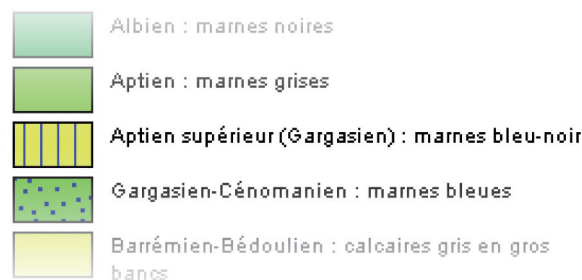 Albien : marnes noires
Aptien : marnes grises
Aptien supérieur (Gargasien) : marnes bleu-noir
Gargasien-Cénomanien : marnes bleues
Barrémien-Bédoulien : calcaires gris en gros
bancs